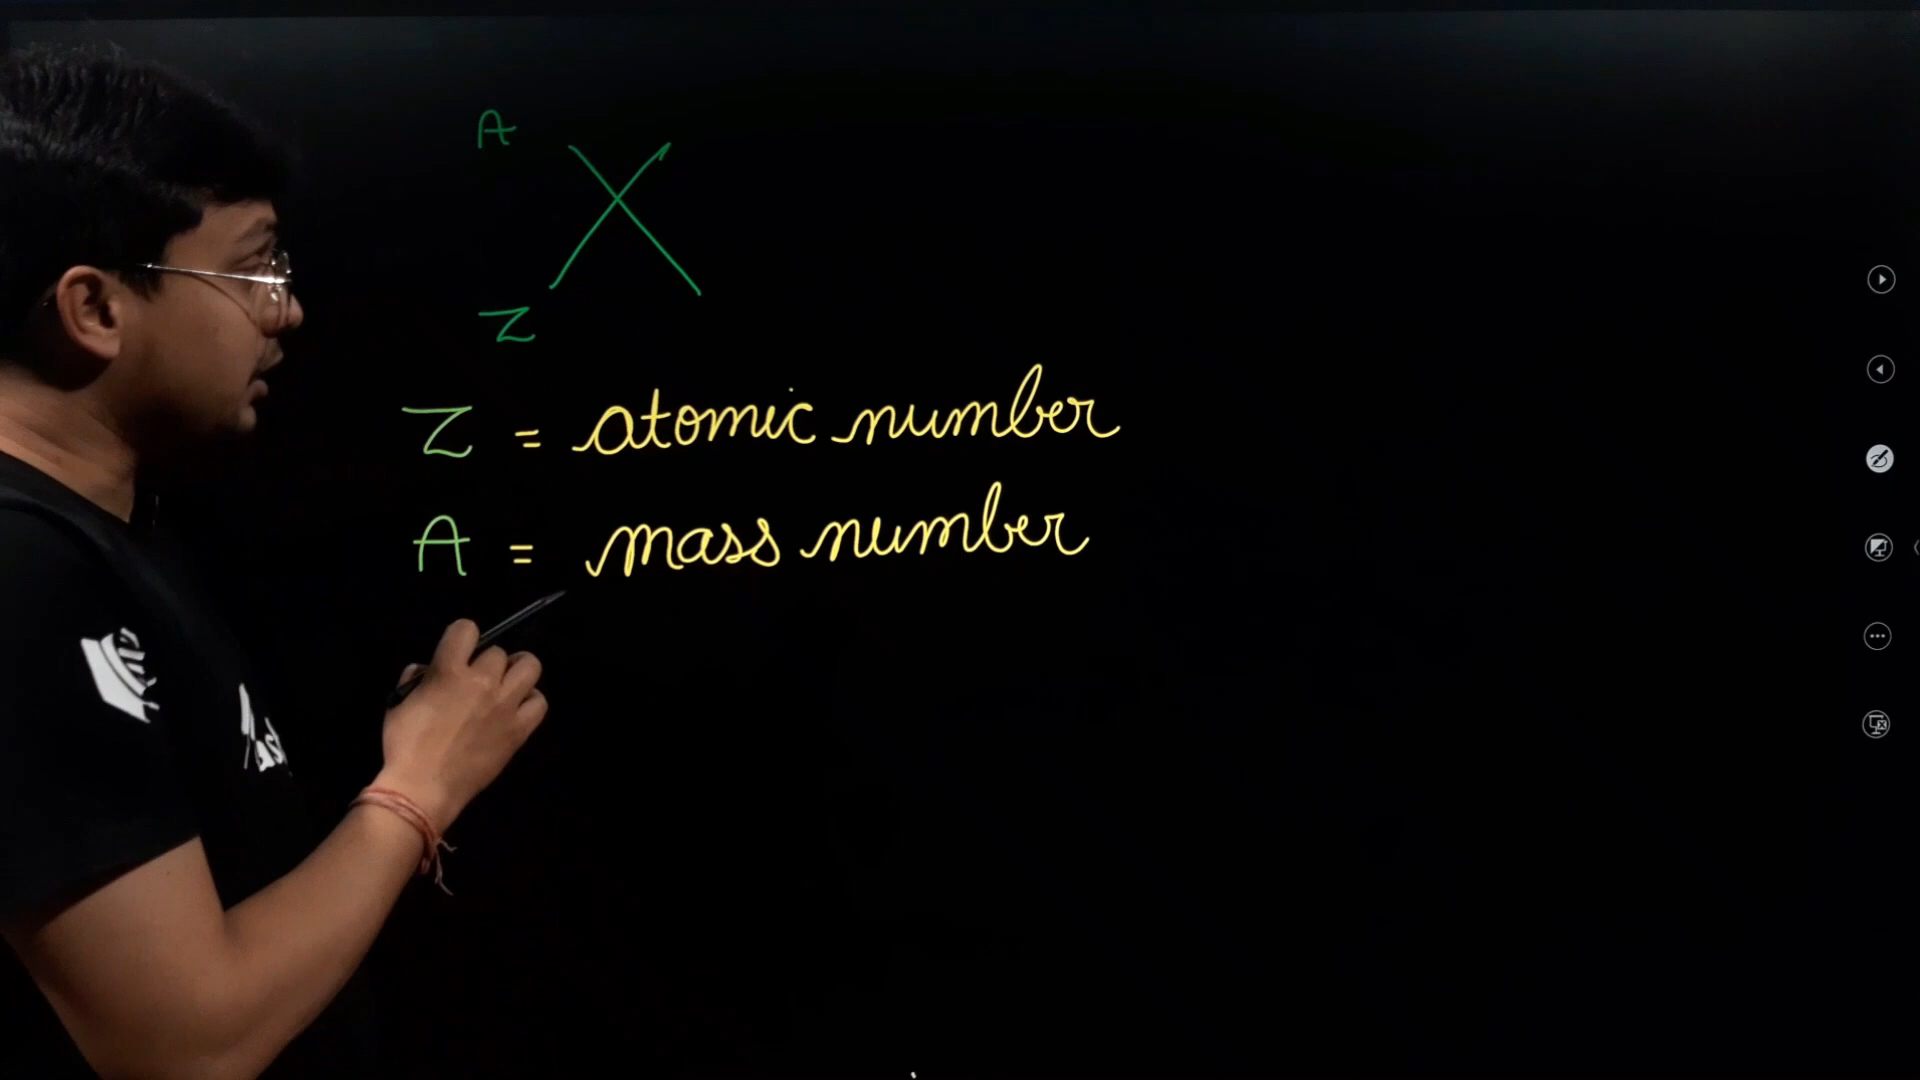 A
X
Z
Z = atomic number
A = mass number